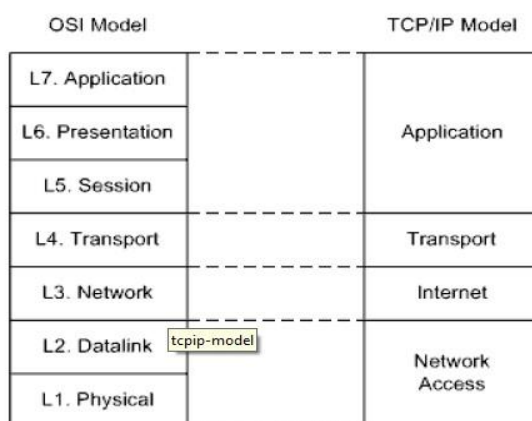 OSI Model
TCP/IP Model
L7. Application
L6. Presentation
L5. Session
L4. Transport
L3. Network
L2. Datalink
L1. Physical
tcpip-model
Application
Transport
Internet
Network
Access